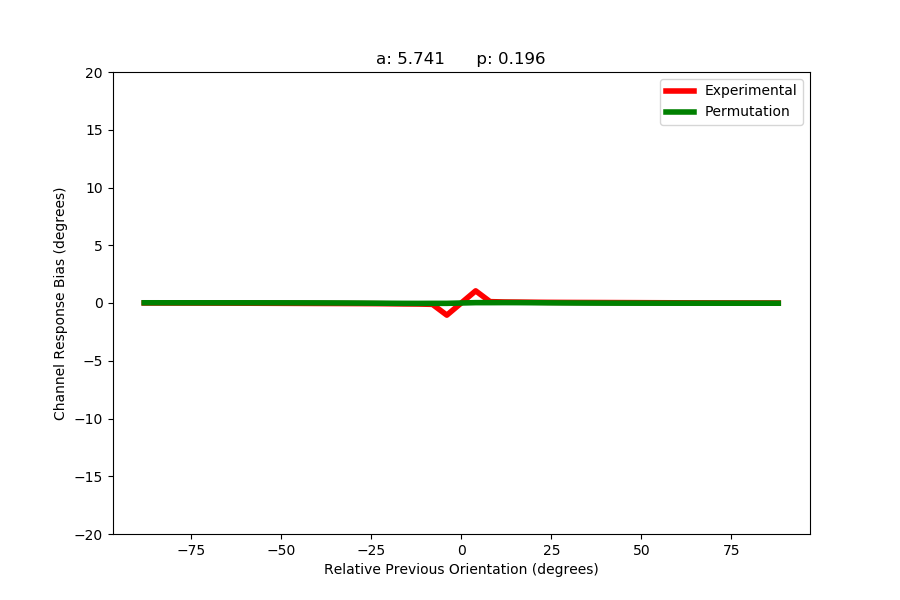 a: 5.741 p: 0.196
Experimental
Permutation
Channel Response Bias (degrees)
20
15
10
5
0
−5
−10
−15
−20
−75 −50 −25 0 25 50 75
Relative Previous Orientation (degrees)